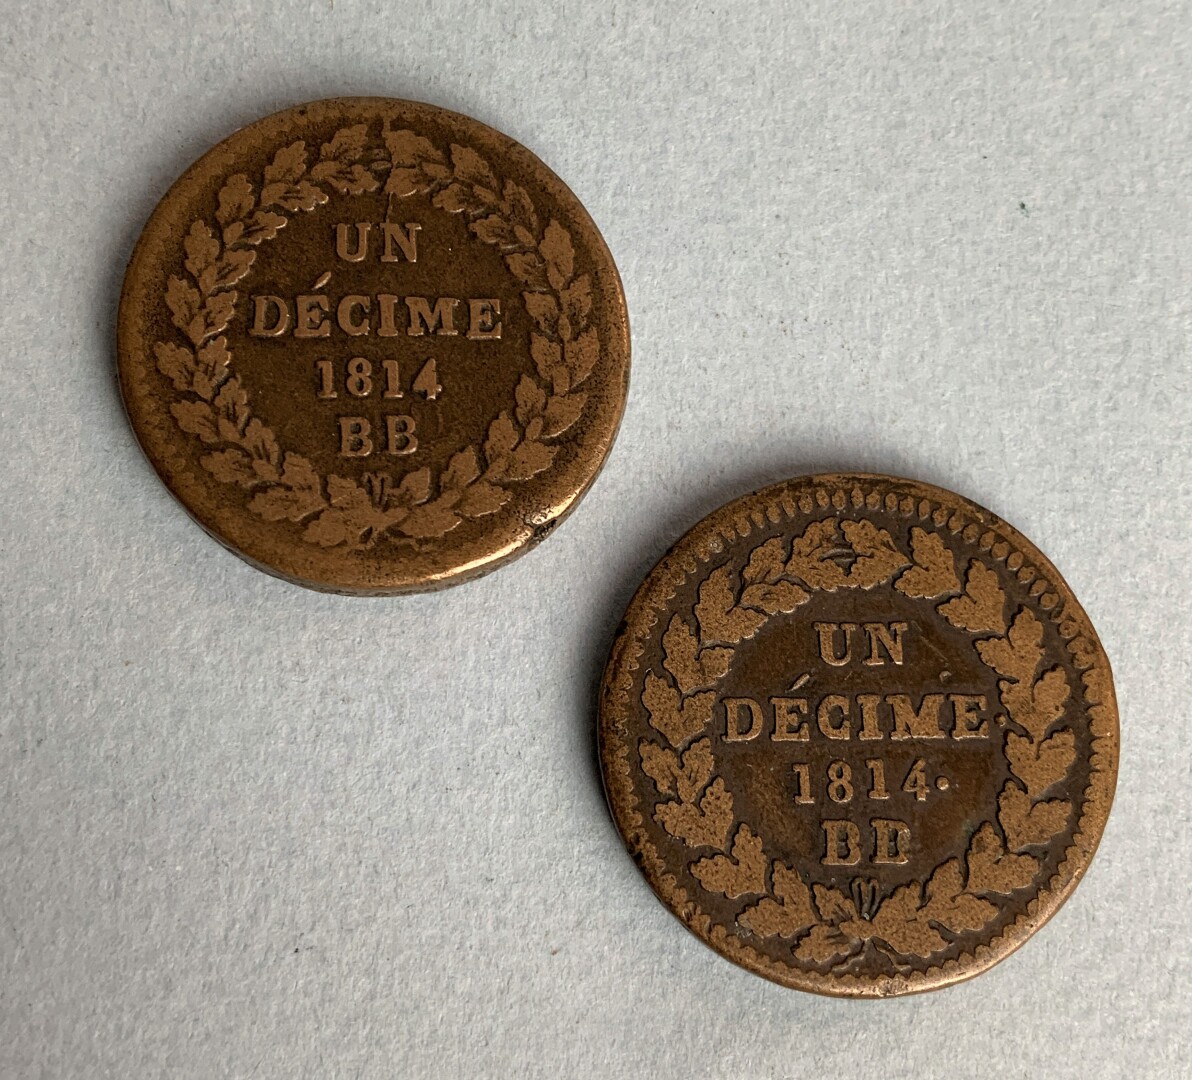 UN
DÉCIME
1814
BB
UN
DÉCIME.
1814.
BB